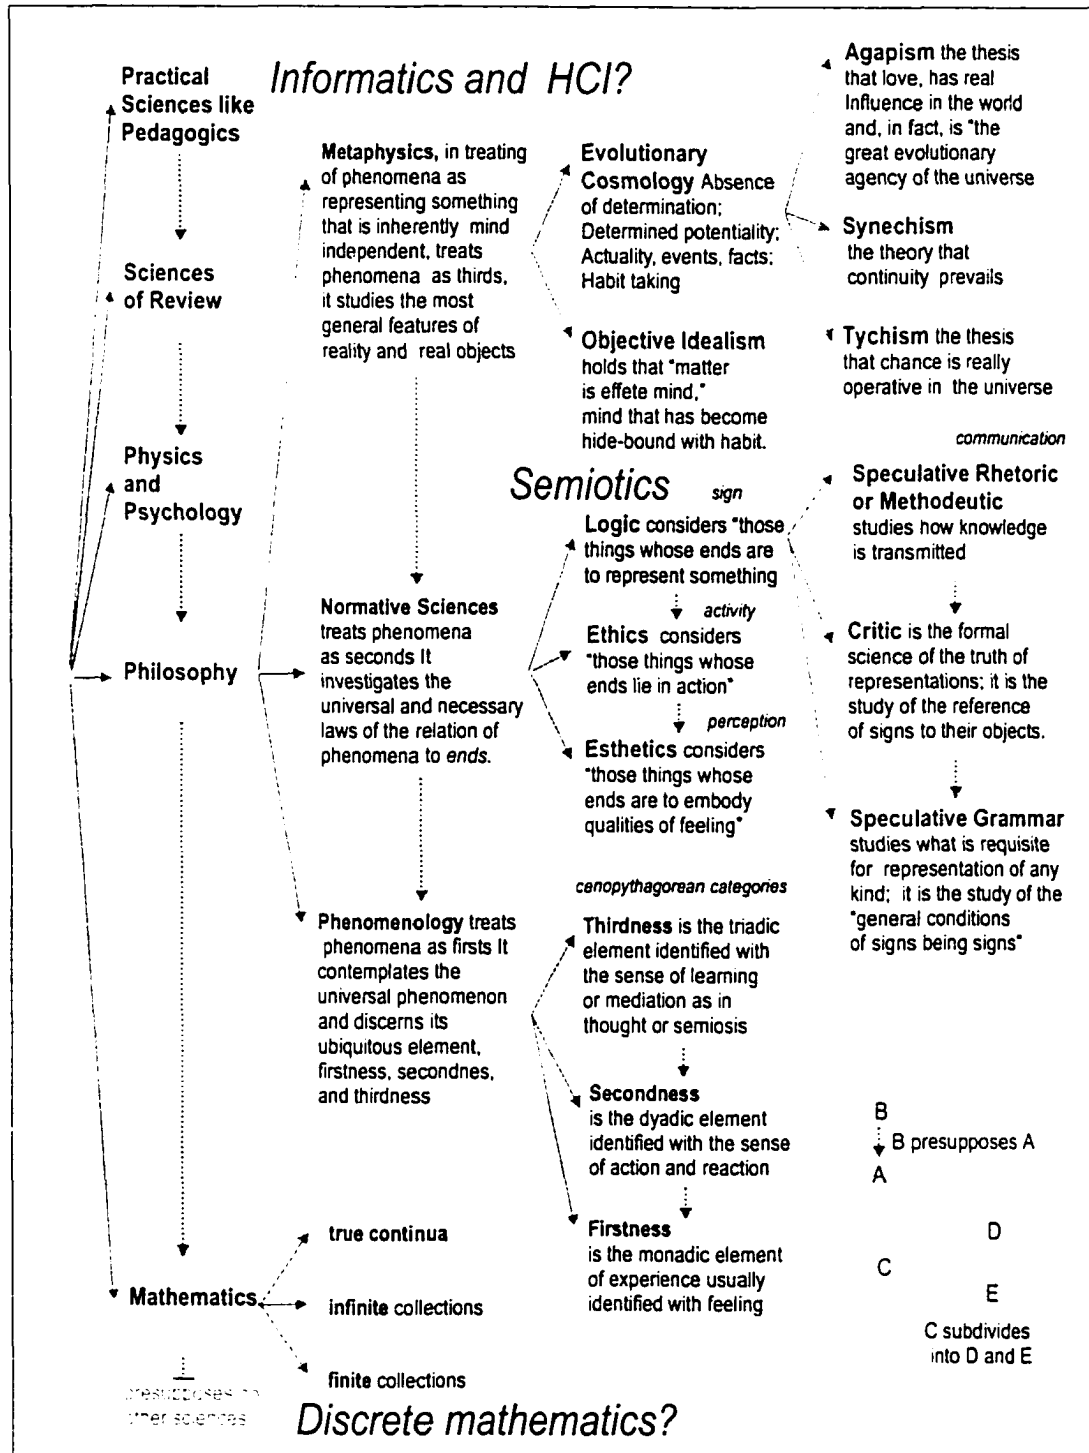 Informatics and HCI?
Practical
Sciences like
Pedagogics
Sciences
of Review
Physics
and
Psychology
Philosophy
Mathematics
presupposes no
other sciences
Metaphysics, in treating
of phenomena as
representing something
that is inherently mind
independent, treats
phenomena as thirds,
it studies the most
general features of
reality and real objects
Normative Sciences
treats phenomena
as seconds It
investigates the
universal and necessary
laws of the relation of
phenomena to ends.
Phenomenology treats
phenomena as firsts It
contemplates the
universal phenomenon
and discerns its
ubiquitous element,
firstness, secondnes,
and thirdness
true continua
infinite collections
finite collections
Discrete mathematics?
Evolutionary
Cosmology Absence
of determination;
Determined potentiality;
Actuality, events, facts;
Habit taking
Objective Idealism
holds that "matter
is effete mind,"
mind that has become
hide-bound with habit.
Semiotics
sign
Logic considers "those
things whose ends are
to represent something
activity
Ethics considers
"those things whose
ends lie in action"
perception
Esthetics considers
"those things whose
ends are to embody
qualities of feeling"
cenopythagorean categories
Thirdness is the triadic
element identified with
the sense of learning
or mediation as in
thought or semiosis
Secondness
is the dyadic element
identified with the sense
of action and reaction
Firstness
is the monadic element
of experience usually
identified with feeling
Agapism the thesis
that love, has real
Influence in the world
and, in fact, is "the
great evolutionary
agency of the universe
Synechism
the theory that
continuity prevails
Tychism the thesis
that chance is really
operative in the universe
communication
Speculative Rhetoric
or Methodeutic
studies how knowledge
is transmitted
Critic is the formal
science of the truth of
representations; it is the
study of the reference
of signs to their objects.
Speculative Grammar
studies what is requisite
for representation of any
kind; it is the study of the
"general conditions
of signs being signs"
B
B presupposes A
A
D
C
E
C subdivides
into D and E